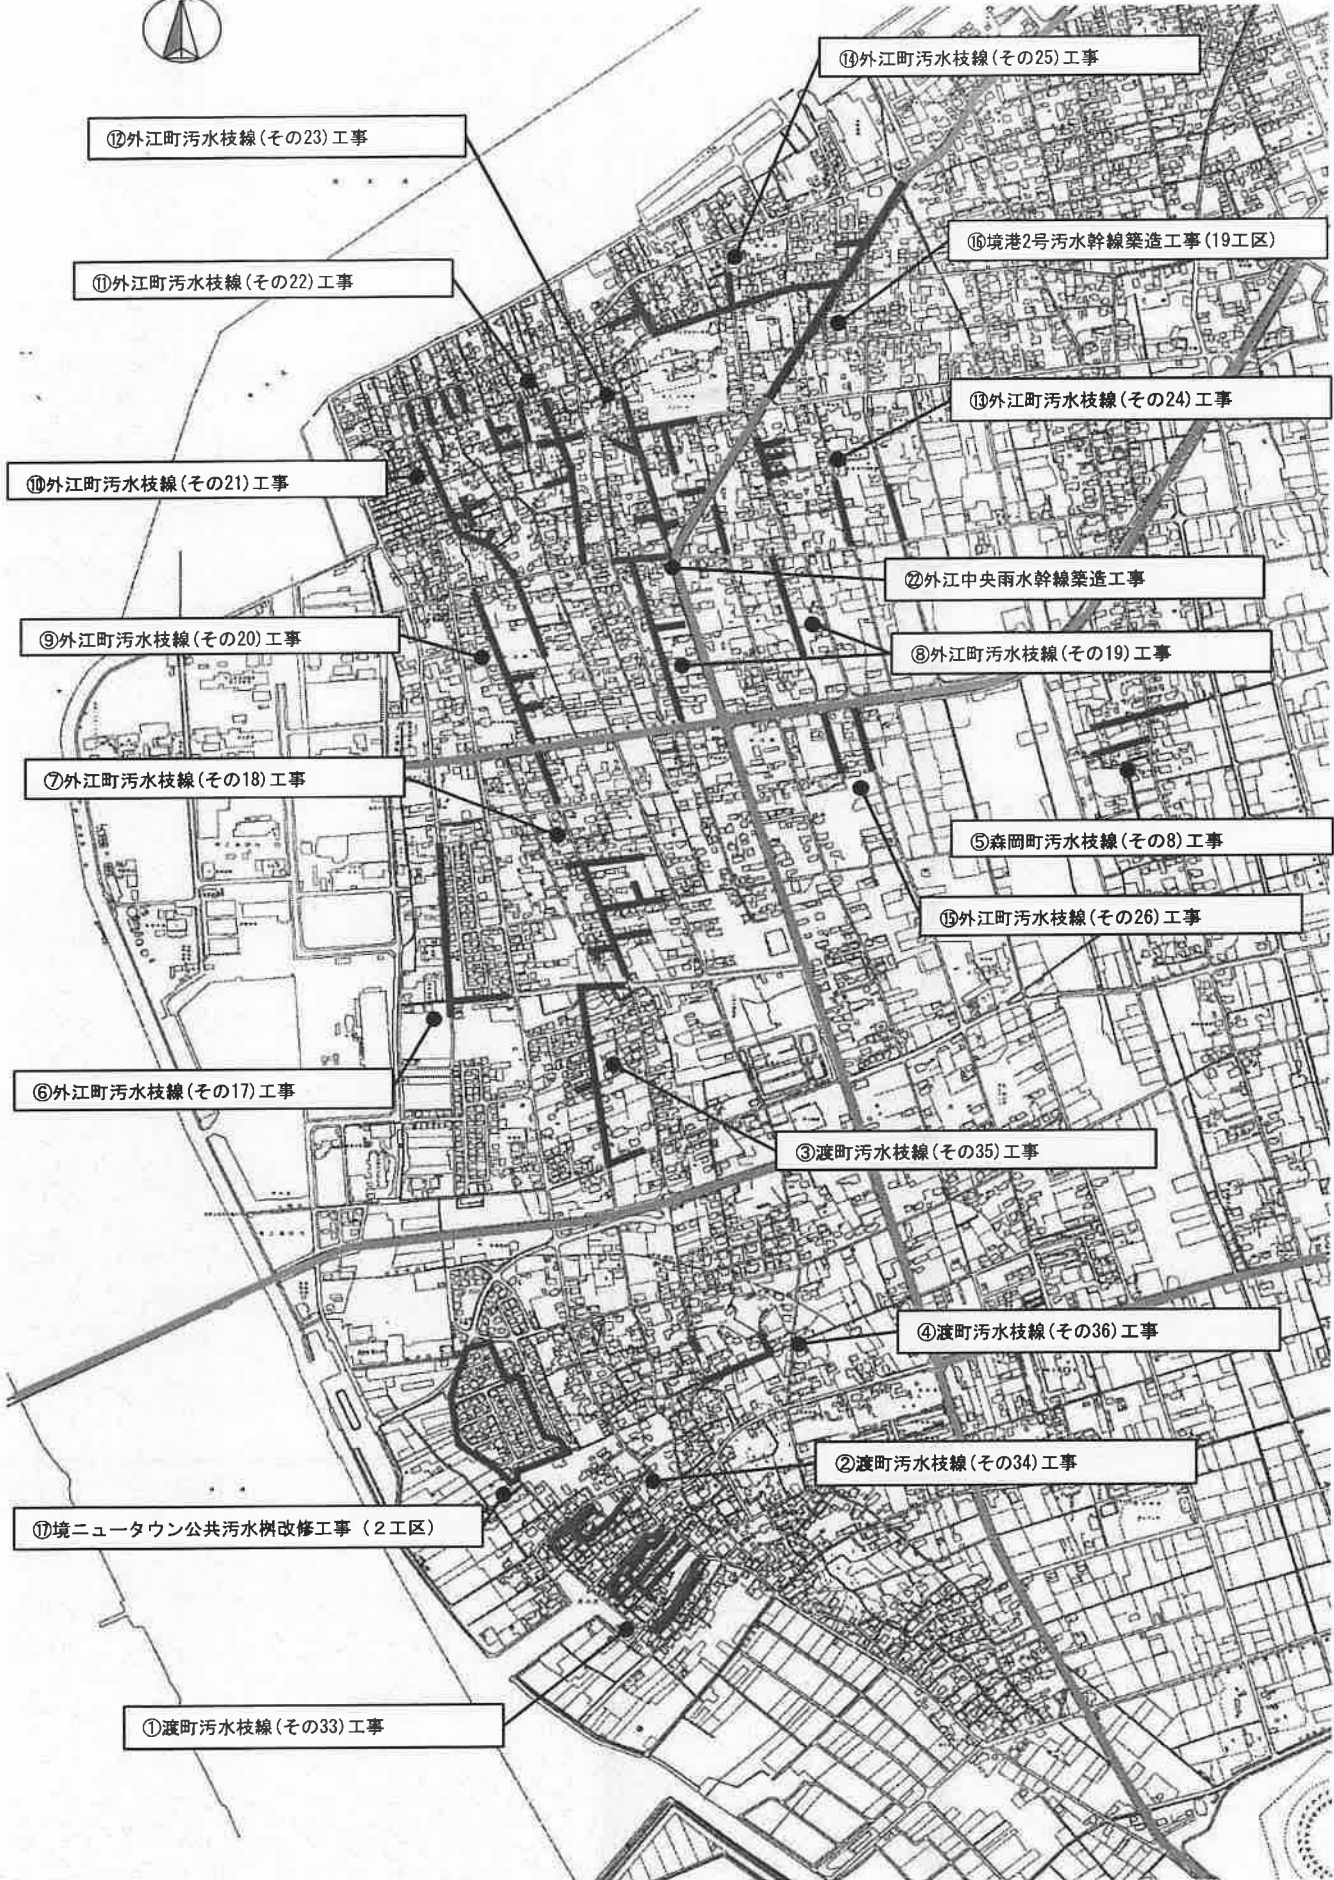 ⑭外江町汚水枝線(その25)工事
⑫外江町汚水枝線(その23)工事
⑯境港2号汚水幹線築造工事(19工区)
⑪外江町汚水枝線(その22)工事
⑬外江町汚水枝線(その24)工事
⑩外江町汚水枝線(その21)工事
㉒外江中央雨水幹線築造工事
⑨外江町汚水枝線(その20)工事
⑧外江町汚水枝線(その19)工事
⑦外江町汚水枝線(その18)工事
⑤森岡町汚水枝線(その8)工事
⑮外江町汚水枝線(その26)工事
⑥外江町汚水枝線(その17)工事
③渡町汚水枝線(その35)工事
④渡町汚水枝線(その36)工事
②渡町汚水枝線(その34)工事
⑰境ニュータウン公共汚水桝改修工事（２工区）
①渡町汚水枝線(その33)工事